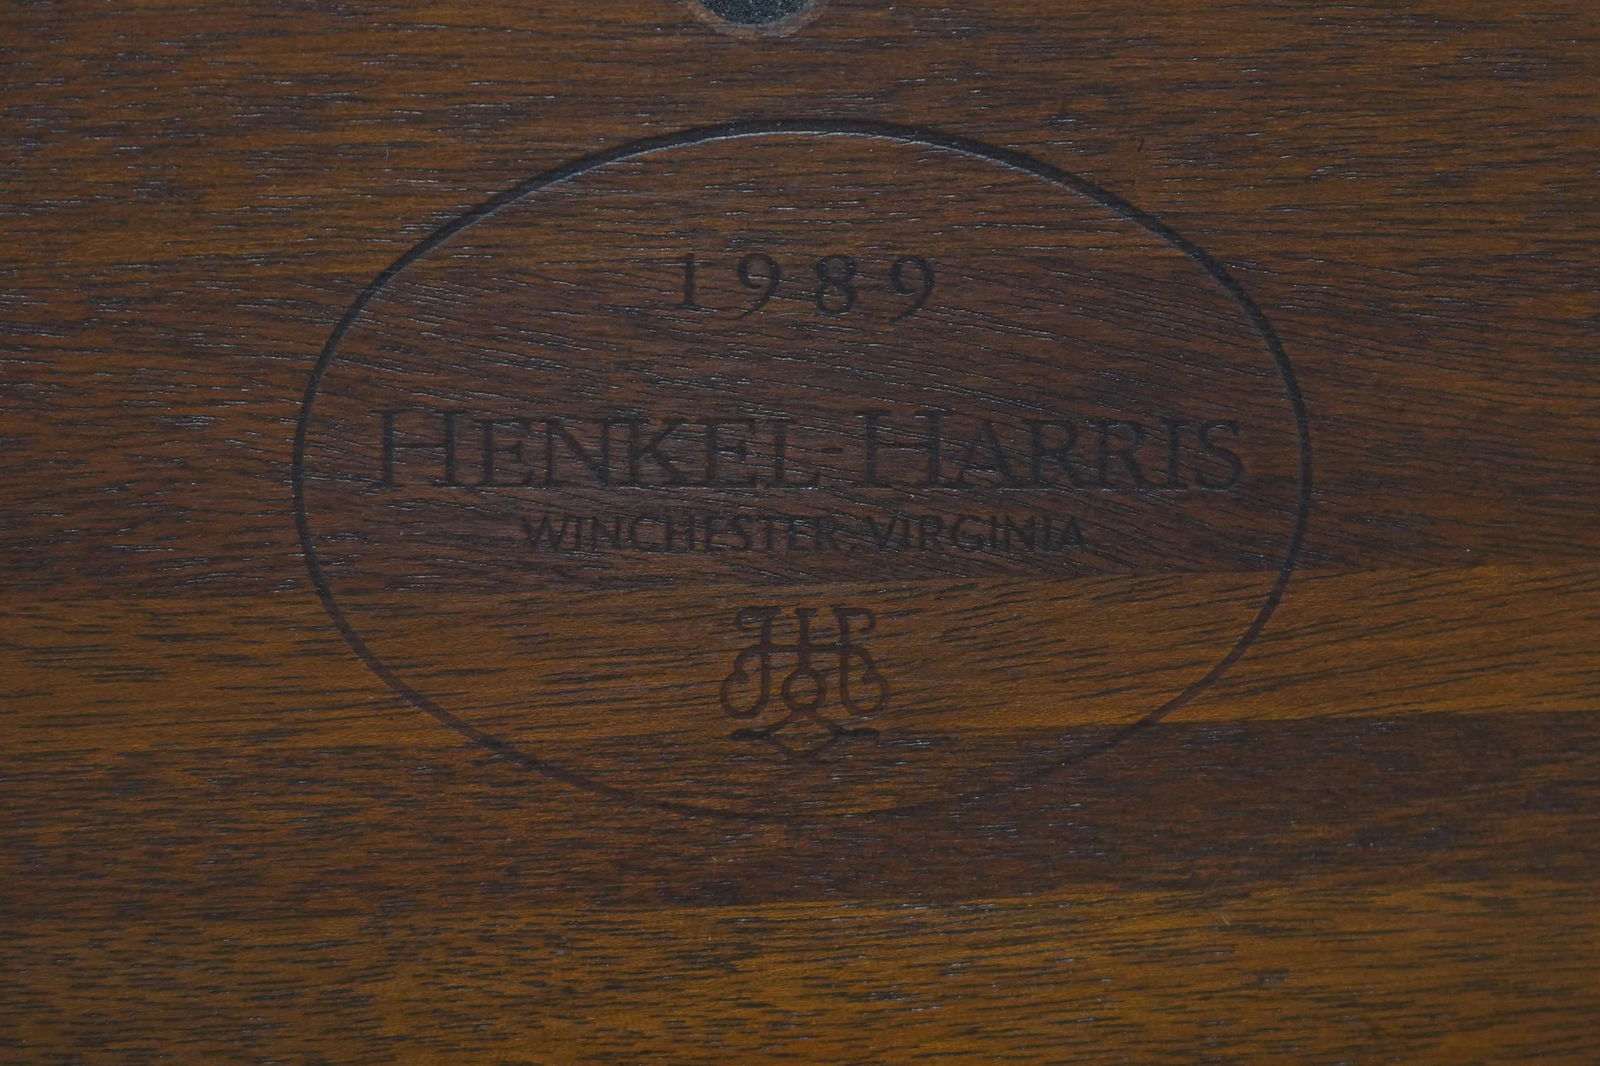 1989
HENKEL-HARRIS
WINCHESTER, VIRGINIA